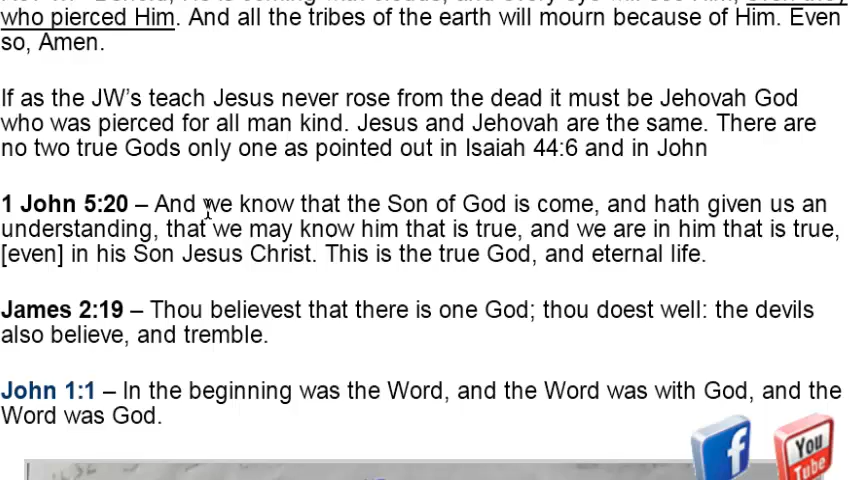 who pierced Him. And all the tribes of the earth will mourn because of Him. Even
so, Amen.
If as the JW's teach Jesus never rose from the dead it must be Jehovah God
who was pierced for all man kind. Jesus and Jehovah are the same. There are
no two true Gods only one as pointed out in Isaiah 44:6 and in John
1 John 5:20 – And we know that the Son of God is come, and hath given us an
understanding, that we may know him that is true, and we are in him that is true,
[even] in his Son Jesus Christ. This is the true God, and eternal life.
James 2:19 – Thou believest that there is one God; thou doest well: the devils
also believe, and tremble.
John 1:1 – In the beginning was the Word, and the Word was with God, and the
Word was God.
f
You
Tube